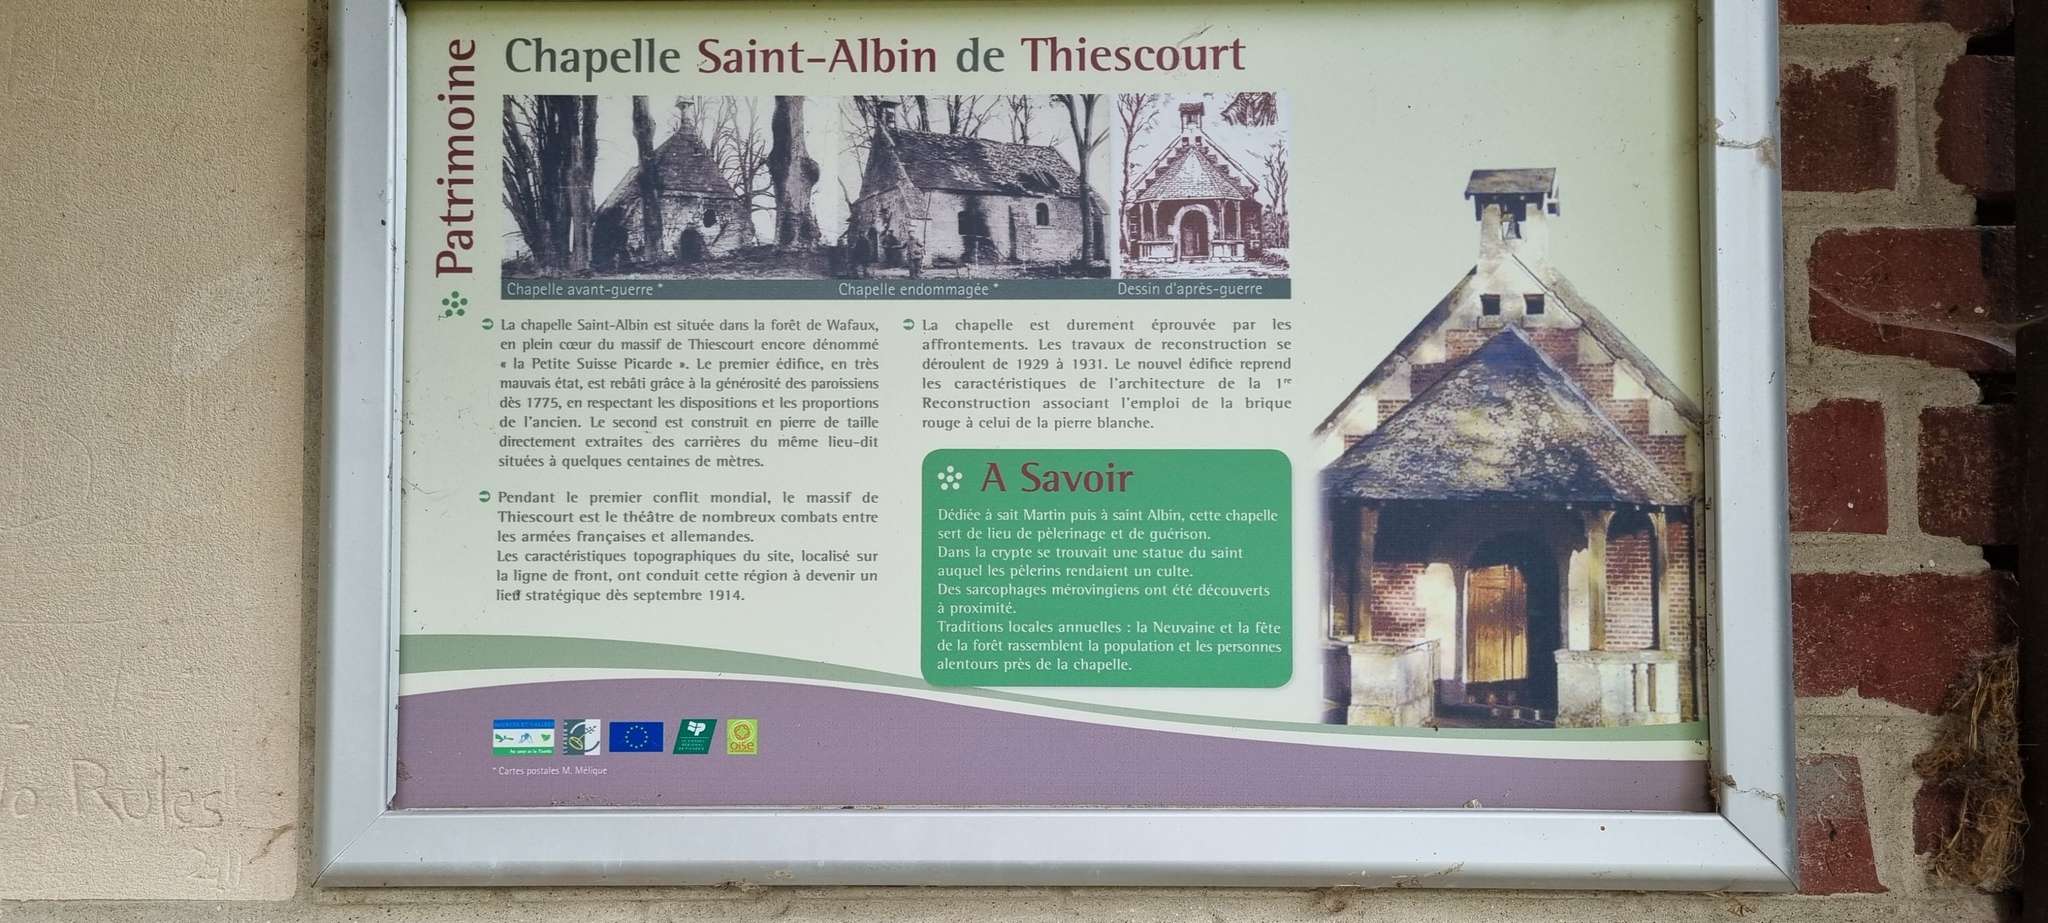 Patrimoine
Chapelle Saint-Albin de Thiescourt
Chapelle avant-guerre *
Chapelle endommagée *
Dessin d'après-guerre
La chapelle Saint-Albin est située dans la forêt de Wafaux,
en plein cœur du massif de Thiescourt encore dénommé
« la Petite Suisse Picarde ». Le premier édifice, en très
mauvais état, est rebâti grâce à la générosité des paroissiens
dès 1775, en respectant les dispositions et les proportions
de l'ancien. Le second est construit en pierre de taille
directement extraites des carrières du même lieu-dit
situées à quelques centaines de mètres.
Pendant le premier conflit mondial, le massif de
Thiescourt est le théâtre de nombreux combats entre
les armées françaises et allemandes.
Les caractéristiques topographiques du site, localisé sur
la ligne de front, ont conduit cette région à devenir un
lieu stratégique dès septembre 1914.
La chapelle est durement éprouvée par les
affrontements. Les travaux de reconstruction se
déroulent de 1929 à 1931. Le nouvel édifice reprend
les caractéristiques de l'architecture de la 1re
Reconstruction associant l'emploi de la brique
rouge à celui de la pierre blanche.
A Savoir
Dédiée à sait Martin puis à saint Albin, cette chapelle
sert de lieu de pèlerinage et de guérison.
Dans la crypte se trouvait une statue du saint
auquel les pèlerins rendaient un culte.
Des sarcophages mérovingiens ont été découverts
à proximité.
Traditions locales annuelles : la Neuvaine et la fête
de la forêt rassemblent la population et les personnes
alentours près de la chapelle.
oise
* Cartes postales M. Mélique
Rules